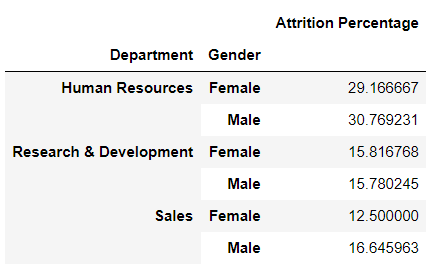 Attrition Percentage
Department Gender
Human Resources Female 29.166667
Male 30.769231
Research & Development Female 15.816768
Male 15.780245
Sales Female 12.500000
Male 16.645963